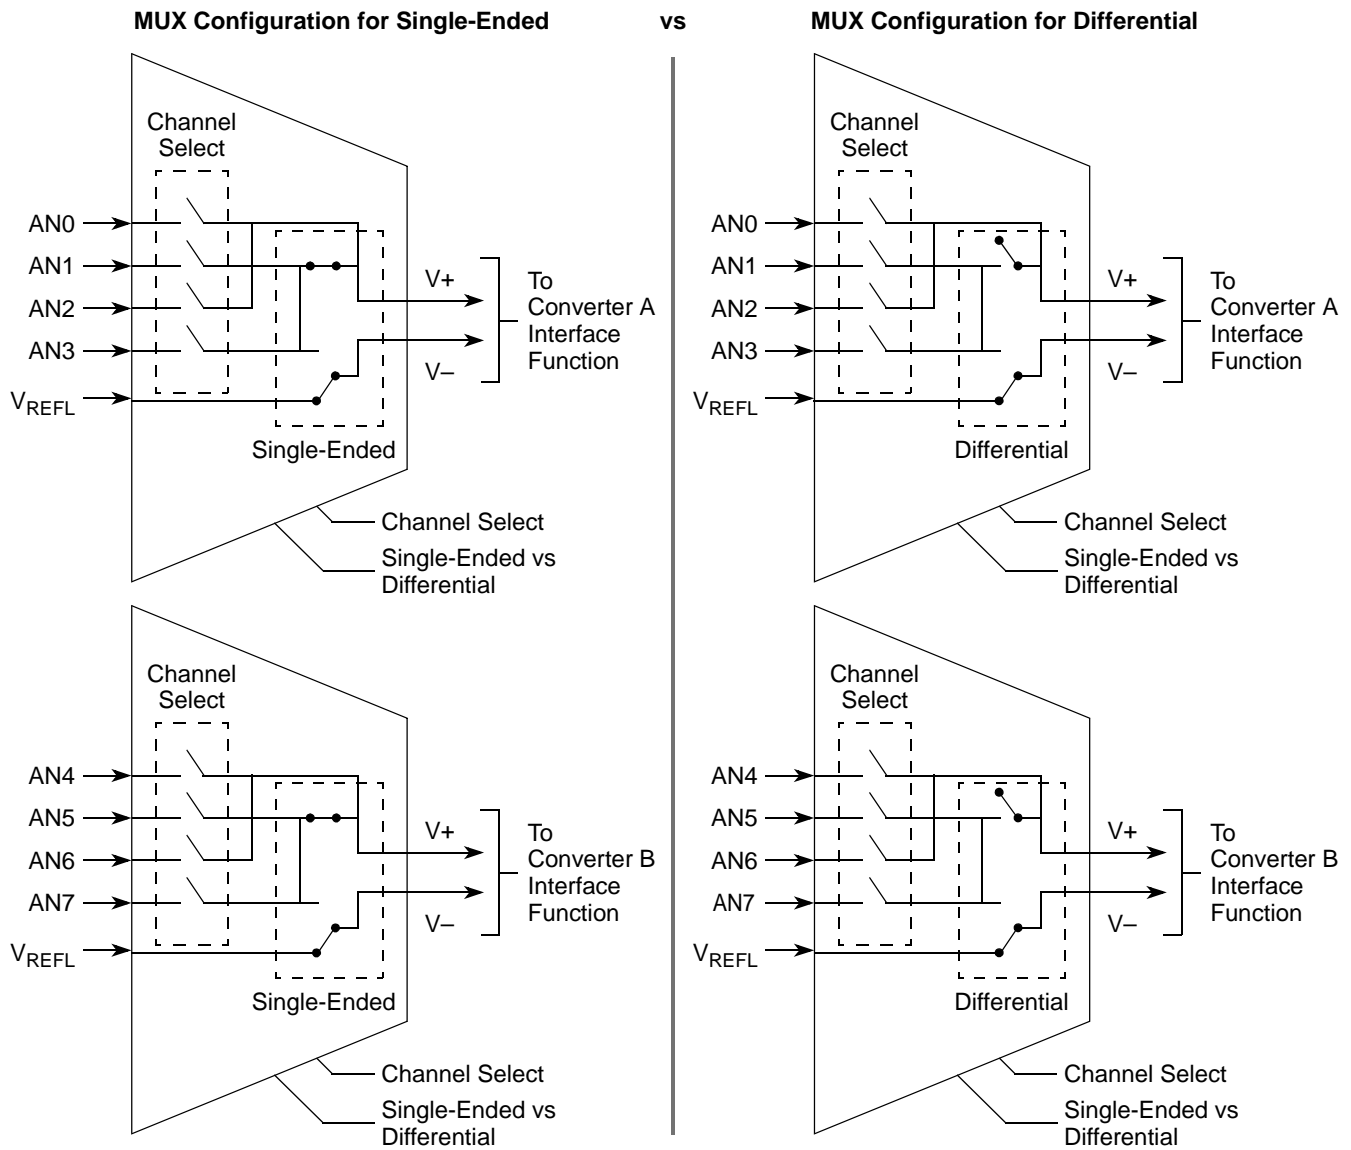 MUX Configuration for Single-Ended vs MUX Configuration for Differential
Channel
Select
AN0
AN1
AN2
AN3
VREFL
V+
V–
To
Converter A
Interface
Function
Single-Ended
Channel Select
Single-Ended vs
Differential
Channel
Select
AN0
AN1
AN2
AN3
VREFL
V+
V–
To
Converter A
Interface
Function
Differential
Channel Select
Single-Ended vs
Differential
Channel
Select
AN4
AN5
AN6
AN7
VREFL
V+
V–
To
Converter B
Interface
Function
Single-Ended
Channel Select
Single-Ended vs
Differential
Channel
Select
AN4
AN5
AN6
AN7
VREFL
V+
V–
To
Converter B
Interface
Function
Differential
Channel Select
Single-Ended vs
Differential